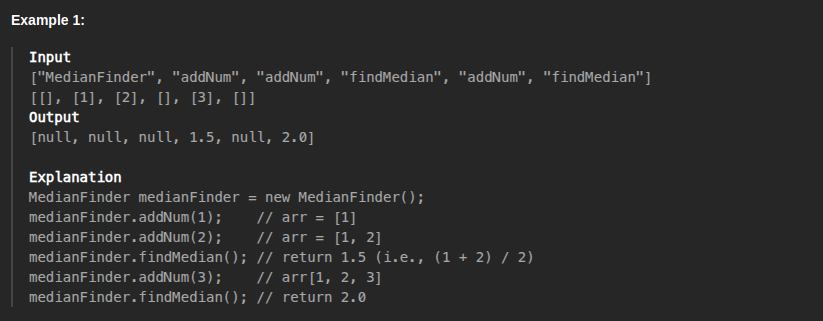 Example 1:
Input
["MedianFinder", "addNum", "addNum", "findMedian", "addNum", "findMedian"]
[[], [1], [2], [], [3], []]
Output
[null, null, null, 1.5, null, 2.0]
Explanation
MedianFinder medianFinder = new MedianFinder();
medianFinder.addNum(1);    // arr = [1]
medianFinder.addNum(2);    // arr = [1, 2]
medianFinder.findMedian(); // return 1.5 (i.e., (1 + 2) / 2)
medianFinder.addNum(3);    // arr[1, 2, 3]
medianFinder.findMedian(); // return 2.0